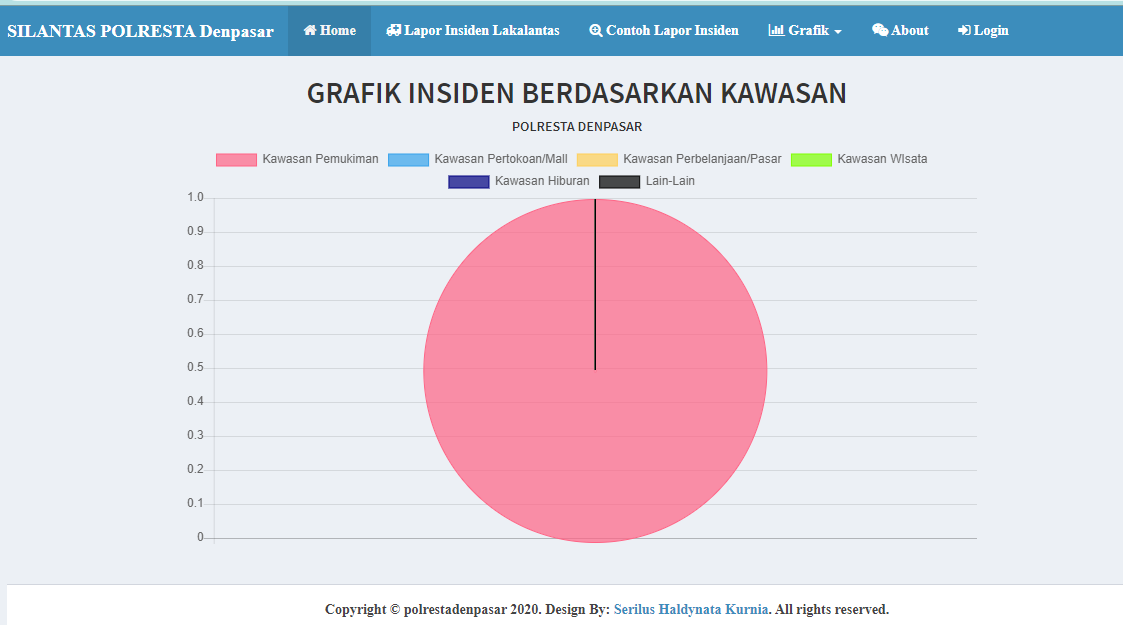 SILANTAS POLRESTA Denpasar Home Lapor Insiden Lakalantas Contoh Lapor Insiden Grafik About Login
GRAFIK INSIDEN BERDASARKAN KAWASAN
POLRESTA DENPASAR
Kawasan Pemukiman Kawasan Pertokoan/Mall Kawasan Perbelanjaan/Pasar Kawasan WIsata
Kawasan Hiburan Lain-Lain
1.0
0.9
0.8
0.7
0.6
0.5
0.4
0.3
0.2
0.1
0
Copyright © polrestadenpasar 2020. Design By: Serilus Haldynata Kurnia. All rights reserved.